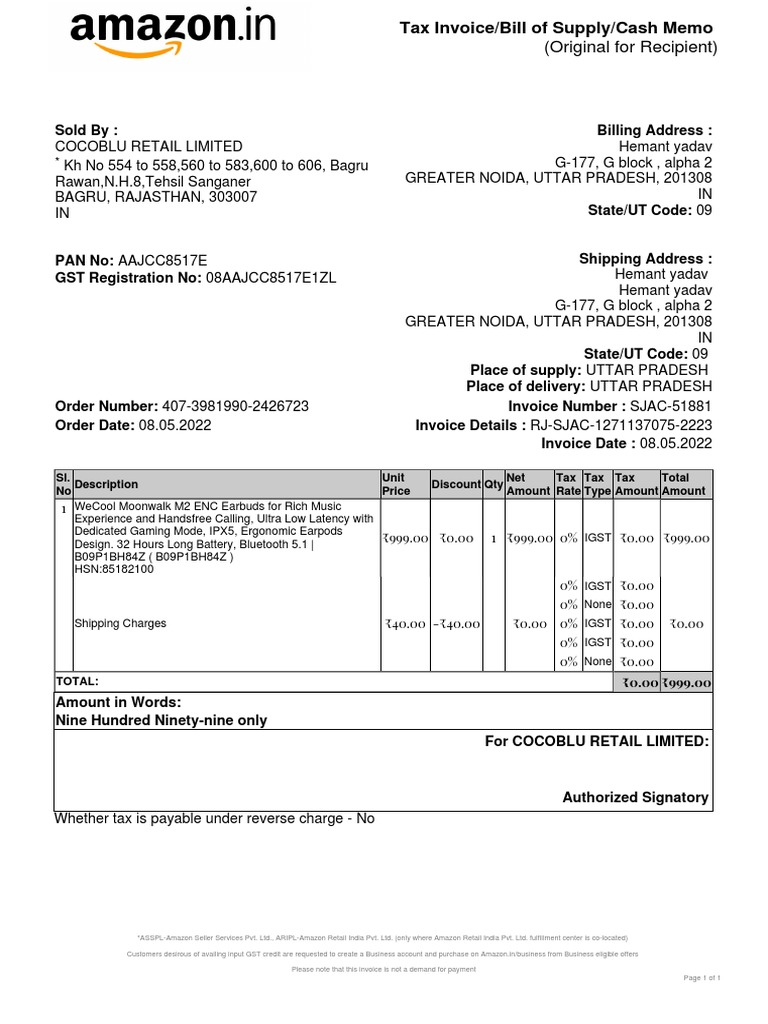 amazon.in
Tax Invoice/Bill of Supply/Cash Memo
(Original for Recipient)
Sold By :
COCOBLU RETAIL LIMITED
* Kh No 554 to 558,560 to 583,600 to 606, Bagru
Rawan,N.H.8,Tehsil Sanganer
BAGRU, RAJASTHAN, 303007
IN
Billing Address :
Hemant yadav
G-177, G block , alpha 2
GREATER NOIDA, UTTAR PRADESH, 201308
IN
State/UT Code: 09
PAN No: AAJCC8517E
GST Registration No: 08AAJCC8517E1ZL
Shipping Address :
Hemant yadav
Hemant yadav
G-177, G block , alpha 2
GREATER NOIDA, UTTAR PRADESH, 201308
IN
State/UT Code: 09
Place of supply: UTTAR PRADESH
Place of delivery: UTTAR PRADESH
Order Number: 407-3981990-2426723
Order Date: 08.05.2022
Invoice Number : SJAC-51881
Invoice Details : RJ-SJAC-1271137075-2223
Invoice Date : 08.05.2022
Sl. No Description Unit Price Discount Qty Net Amount Tax Rate Tax Type Tax Amount Total Amount
1 WeCool Moonwalk M2 ENC Earbuds for Rich Music
Experience and Handsfree Calling, Ultra Low Latency with
Dedicated Gaming Mode, IPX5, Ergonomic Earpods
Design. 32 Hours Long Battery, Bluetooth 5.1 |
B09P1BH84Z ( B09P1BH84Z )
HSN:85182100
₹999.00 ₹0.00 1 ₹999.00 0% IGST ₹0.00 ₹999.00
0% IGST ₹0.00
0% None ₹0.00
Shipping Charges ₹40.00 -₹40.00 ₹0.00 0% IGST ₹0.00 ₹0.00
0% IGST ₹0.00
0% None ₹0.00
TOTAL: ₹0.00 ₹999.00
Amount in Words:
Nine Hundred Ninety-nine only
For COCOBLU RETAIL LIMITED:
Authorized Signatory
Whether tax is payable under reverse charge - No
*ASSPL-Amazon Seller Services Pvt. Ltd., ARIPL-Amazon Retail India Pvt. Ltd. (only where Amazon Retail India Pvt. Ltd. fulfillment center is co-located)
Customers desirous of availing input GST credit are requested to create a Business account and purchase on Amazon.in/business from Business eligible offers
Please note that this invoice is not a demand for payment
Page 1 of 1